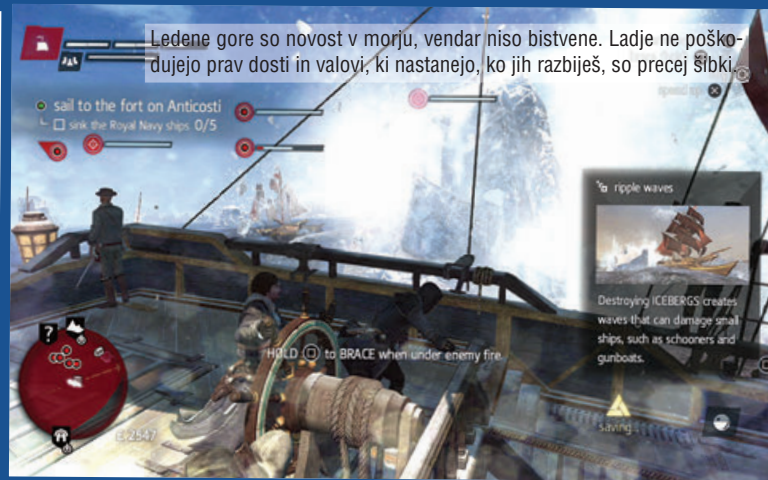 Ledene gore so novost v morju, vendar niso bistvene. Ladje ne poško-
dujejo prav dosti in valovi, ki nastanejo, ko jih razbiješ, so precej šibki.
speed up
sail to the fort on Anticosti
sink the Royal Navy ships 0/5
ripple waves
Destroying ICEBERGS creates
waves that can damage small
ships, such as schooners and
gunboats.
HOLD to BRACE when under enemy fire.
?
saving...